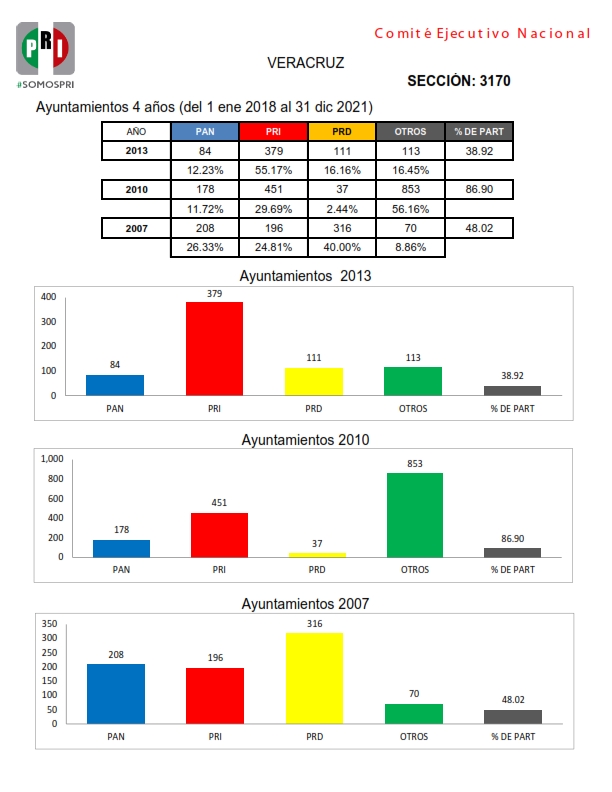 Comité Ejecutivo Nacional
PRI
#SOMOSPRI
VERACRUZ
SECCIÓN: 3170
Ayuntamientos 4 años (del 1 ene 2018 al 31 dic 2021)
AÑO PAN PRI PRD OTROS % DE PART
2013 84 379 111 113 38.92
12.23% 55.17% 16.16% 16.45%
2010 178 451 37 853 86.90
11.72% 29.69% 2.44% 56.16%
2007 208 196 316 70 48.02
26.33% 24.81% 40.00% 8.86%
Ayuntamientos 2013
400
300
200
100
0
84 379 111 113 38.92
PAN PRI PRD OTROS % DE PART
Ayuntamientos 2010
1,000
800
600
400
200
0
178 451 37 853 86.90
PAN PRI PRD OTROS % DE PART
Ayuntamientos 2007
350
300
250
200
150
100
50
0
208 196 316 70 48.02
PAN PRI PRD OTROS % DE PART